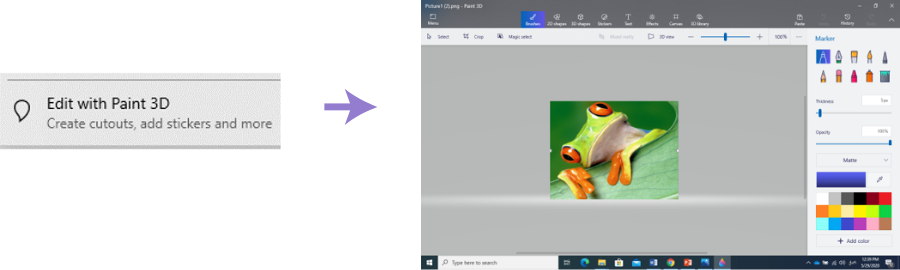 Edit with Paint 3D
Create cutouts, add stickers and more
Picture1 (2).png - Paint 3D
Menu
Brushes
2D shapes
3D shapes
Stickers
Text
Effects
Canvas
3D library
Paste
History
Select
Crop
Magic select
3D view
100%
Marker
Thickness
5px
Opacity
100%
Matte
Add color
Type here to search
12:39 PM
5/29/2020